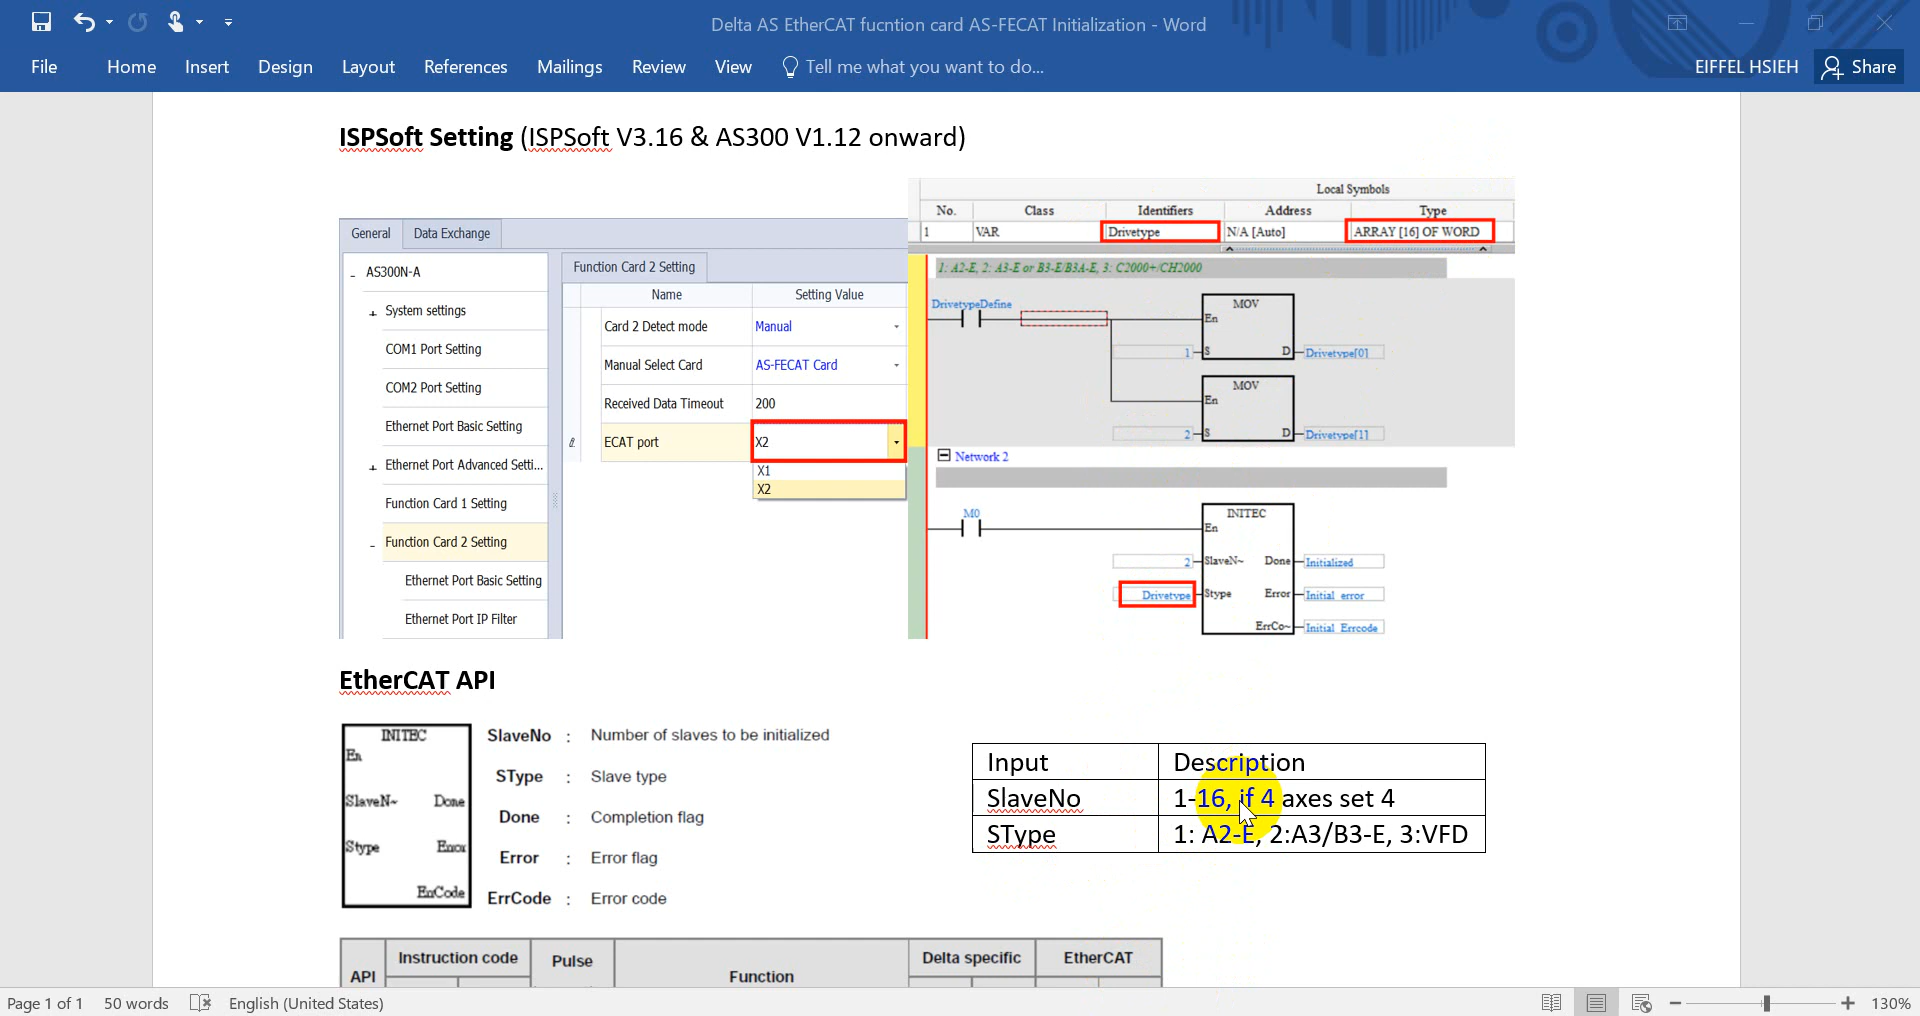 Delta AS EtherCAT fucntion card AS-FECAT Initialization - Word
File Home Insert Design Layout References Mailings Review View Tell me what you want to do... EIFFEL HSIEH Share
ISPSoft Setting (ISPSoft V3.16 & AS300 V1.12 onward)
General Data Exchange
AS300N-A
System settings
COM1 Port Setting
COM2 Port Setting
Ethernet Port Basic Setting
Ethernet Port Advanced Setti...
Function Card 1 Setting
Function Card 2 Setting
Ethernet Port Basic Setting
Ethernet Port IP Filter
Function Card 2 Setting
Name Setting Value
Card 2 Detect mode Manual
Manual Select Card AS-FECAT Card
Received Data Timeout 200
ECAT port X2
X1
X2
Local Symbols
No. Class Identifiers Address Type
1 VAR Drivetype N/A [Auto] ARRAY [16] OF WORD
1: A2-E, 2: A3-E or B3-E/B3A-E, 3: C2000+/CH2000
DrivetypeDefine MOV
En
1 S D Drivetype[0]
MOV
En
2 S D Drivetype[1]
Network 2
M0 INITEC
En
2 SlaveN~ Done Initialized
Drivetype Stype Error Initial_error
ErrCo~ Initial_Errcode
EtherCAT API
INITEC
En
SlaveN~ Done
Stype Error
ErrCode
SlaveNo : Number of slaves to be initialized
SType : Slave type
Done : Completion flag
Error : Error flag
ErrCode : Error code
Input Description
SlaveNo 1-16, if 4 axes set 4
SType 1: A2-E, 2:A3/B3-E, 3:VFD
API Instruction code Pulse Function Delta specific EtherCAT
Page 1 of 1 50 words English (United States) 130%